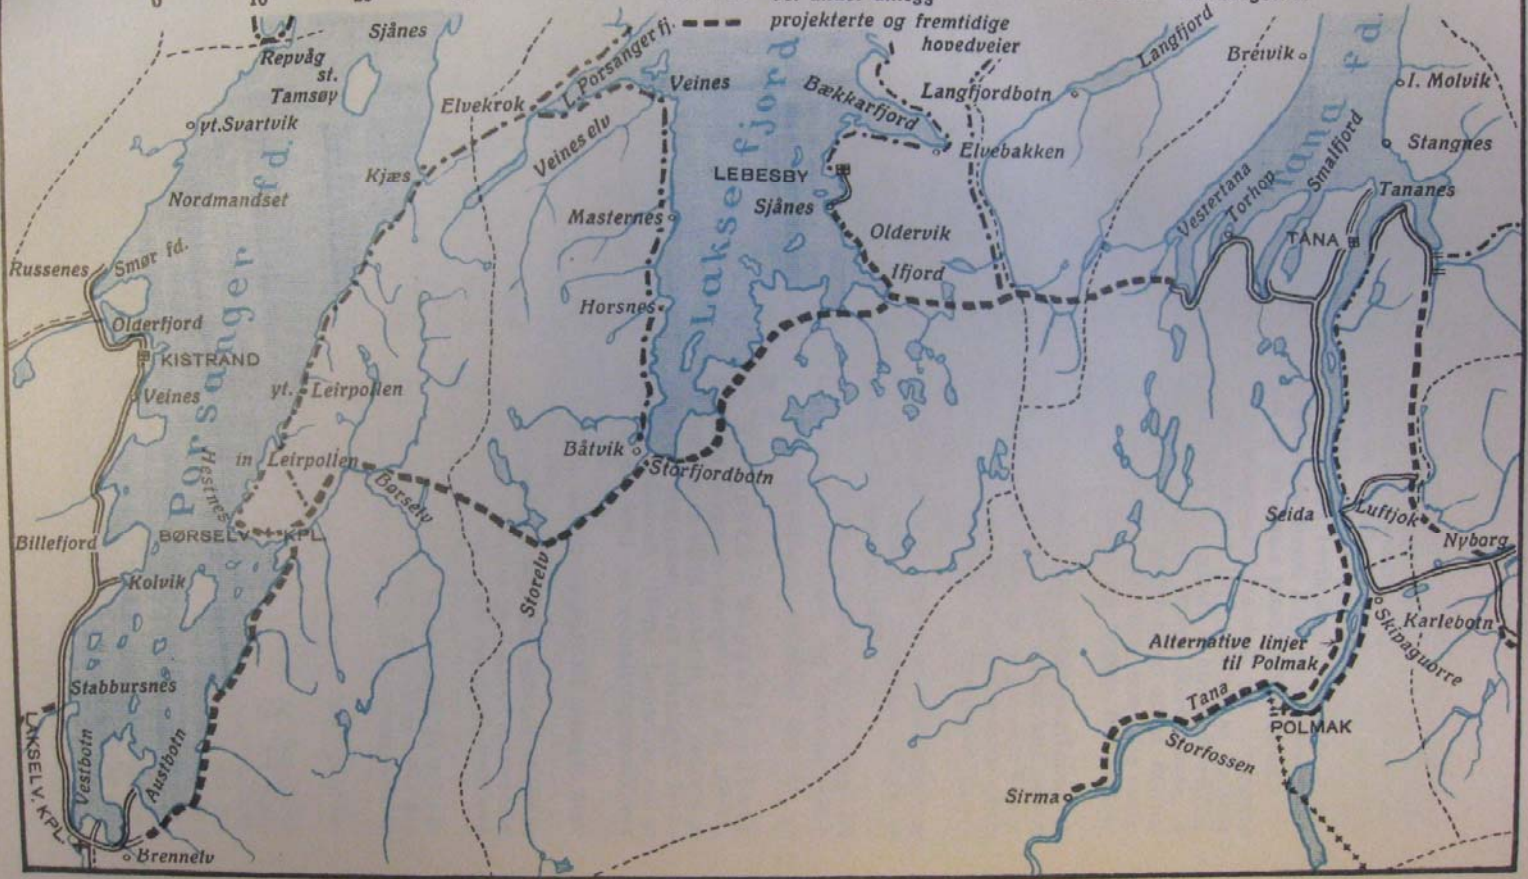 0
10
projekterte og fremtidige
hovedveier
Sjånes
Repvåg
st.
Tamsøy
yt. Svartvik
Elvekrok
I. Porsanger fj.
Veines
Veines elv
Kjæs
Nordmandset
Russenes
Smør fd.
Porsanger fd.
Olderfjord
KISTRAND
Veines
yt. Leirpollen
in Leirpollen
Hestnes
Børselv
BØRSELV KPL.
Billefjord
Kolvik
Stabbursnes
LAKSELV. KPL.
Vestbotn
Austbotn
Brennelv
Laksefjord
Bækkarfjord
Langfjordbotn
Langfjord
Elvebakken
LEBESBY
Sjånes
Masternes
Oldervik
Ifjord
Horsnes
Båtvik
Storfjordbotn
Storelv
Breivik
Tana fd.
I. Molvik
Stangnes
Smalfjord
Vestertana
Torhop
Tananes
TANA
Seida
Luftjok
Nyborg
Karlebotn
Skipaguorre
Alternative linjer
til Polmak
Tana
POLMAK
Storfossen
Sirma